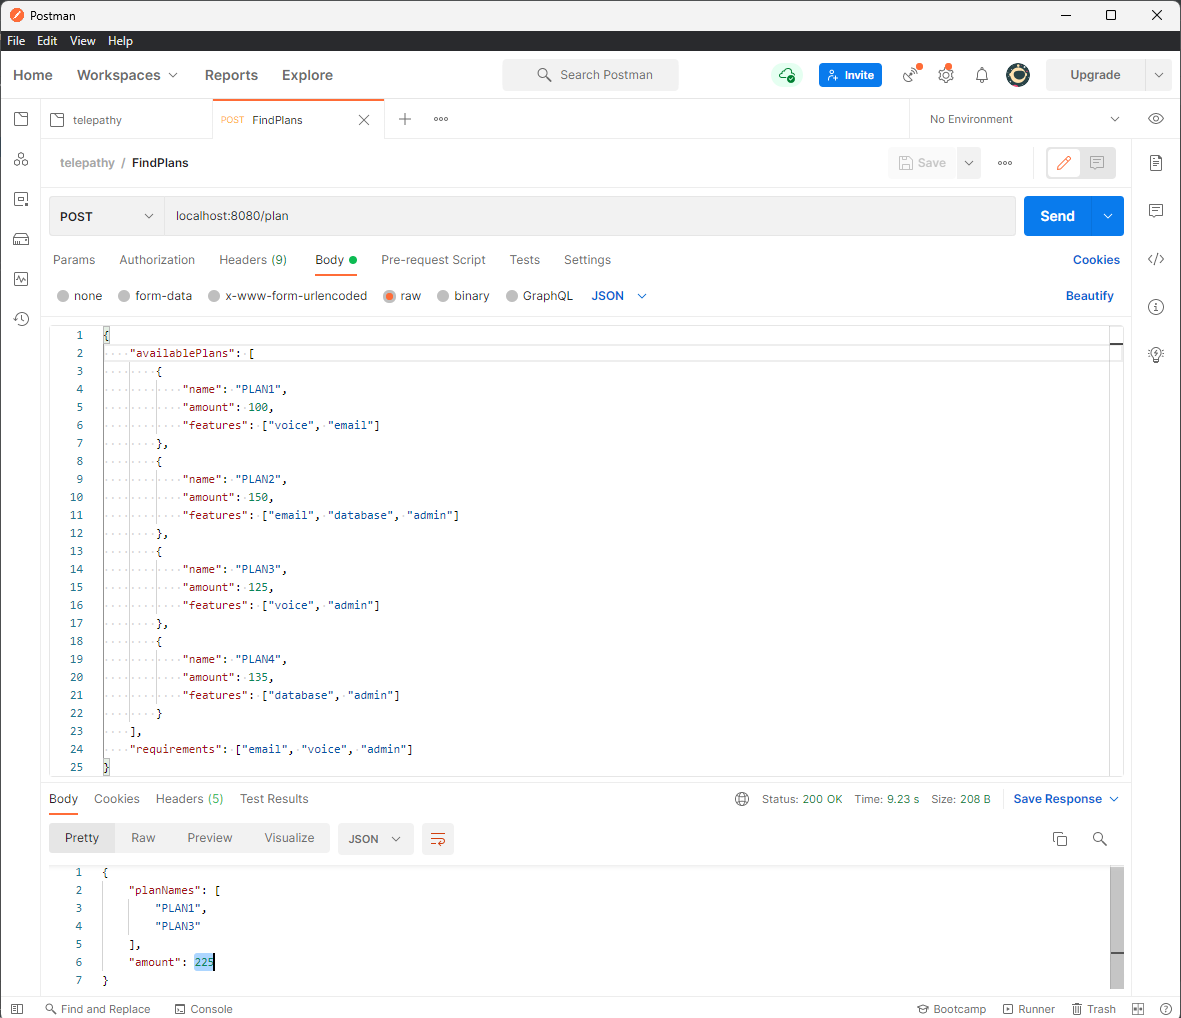 Postman
File Edit View Help
Home Workspaces Reports Explore Search Postman Invite Upgrade
telepathy POST FindPlans No Environment
telepathy / FindPlans Save
POST localhost:8080/plan Send
Params Authorization Headers (9) Body Pre-request Script Tests Settings Cookies
none form-data x-www-form-urlencoded raw binary GraphQL JSON Beautify
1 {
2 "availablePlans": [
3 {
4 "name": "PLAN1",
5 "amount": 100,
6 "features": ["voice", "email"]
7 },
8 {
9 "name": "PLAN2",
10 "amount": 150,
11 "features": ["email", "database", "admin"]
12 },
13 {
14 "name": "PLAN3",
15 "amount": 125,
16 "features": ["voice", "admin"]
17 },
18 {
19 "name": "PLAN4",
20 "amount": 135,
21 "features": ["database", "admin"]
22 }
23 ],
24 "requirements": ["email", "voice", "admin"]
25 }
Body Cookies Headers (5) Test Results Status: 200 OK Time: 9.23 s Size: 208 B Save Response
Pretty Raw Preview Visualize JSON
1 {
2 "planNames": [
3 "PLAN1",
4 "PLAN3"
5 ],
6 "amount": 225
7 }
Find and Replace Console Bootcamp Runner Trash